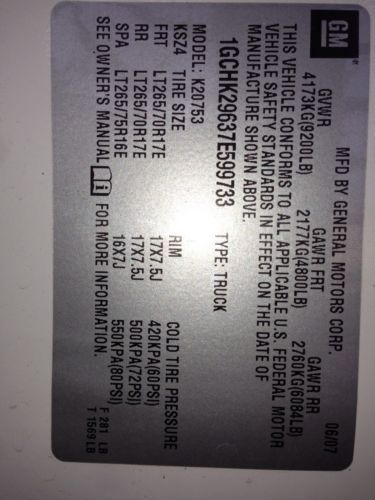 GM
MFD BY GENERAL MOTORS CORP. 06/07
GVWR GAWR FRT GAWR RR
4173KG(9200LB) 2177KG(4800LB) 2760KG(6084LB)
THIS VEHICLE CONFORMS TO ALL APPLICABLE U.S. FEDERAL MOTOR
VEHICLE SAFETY STANDARDS IN EFFECT ON THE DATE OF
MANUFACTURE SHOWN ABOVE.
1GCHK29637E599733 TYPE: TRUCK
MODEL: K20753
KSZ4 TIRE SIZE RIM COLD TIRE PRESSURE
FRT LT265/70R17E 17X7.5J 420KPA(60PSI)
RR LT265/70R17E 17X7.5J 500KPA(72PSI)
SPA LT265/75R16E 16X7J 550KPA(80PSI)
SEE OWNER'S MANUAL i FOR MORE INFORMATION.
F 281 LB
T 1569 LB